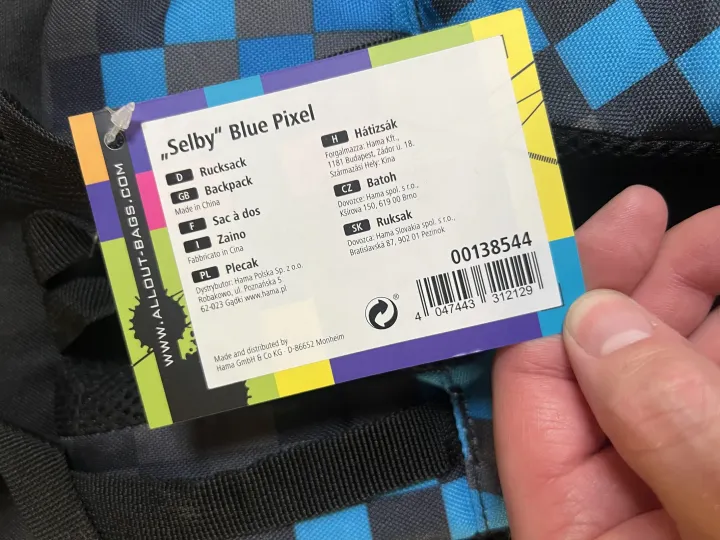 „Selby“ Blue Pixel
D Rucksack
GB Backpack
Made in China
F Sac à dos
I Zaino
Fabbricato in Cina
PL Plecak
Dystrybutor: Hama Polska Sp. z o.o.
Robakowo, ul. Poznańska 5
62-023 Gądki www.hama.pl
H Hátizsák
Forgalmazza: Hama Kft.,
1181 Budapest, Zádor u. 18.
Származási Hely: Kína
CZ Batoh
Dovozce: Hama spol. s r.o.,
Kšírova 150, 619 00 Brno
SK Ruksak
Dovozca: Hama Slovakia spol. s r.o.,
Bratislavská 87, 902 01 Pezinok
00138544
4 047443 312129
®
Made and distributed by
Hama GmbH & Co KG · D-86652 Monheim
WWW.ALLOUT-BAGS.COM